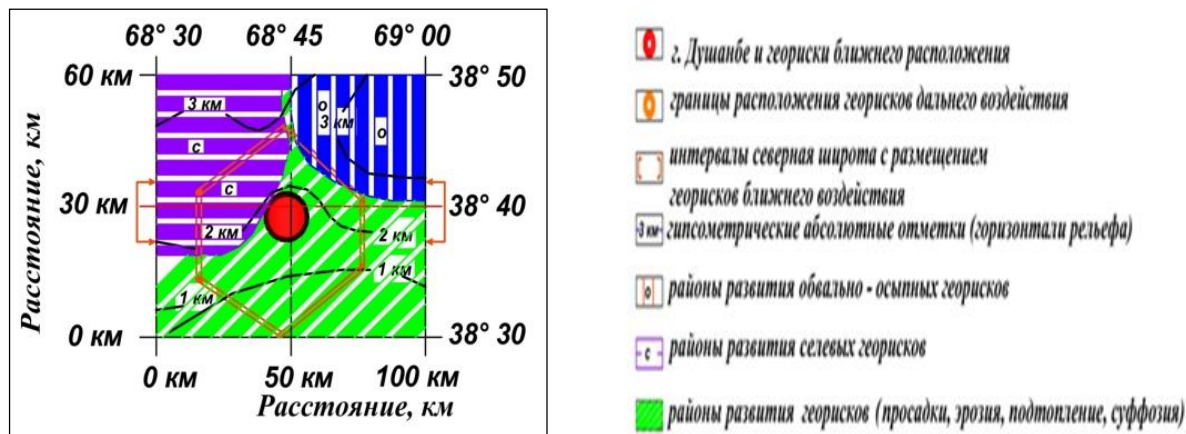 68° 30 68° 45 69° 00
60 км 38° 50
3 км
о
3 км
о
с
с
30 км 38° 40
2 км
2 км
1 км
1 км
0 км 38° 30
0 км 50 км 100 км
Расстояние, км
Расстояние, км
г. Душанбе и георис​ки ближнего расположения
границы расположения георисков дальнего воздействия
интервалы северная широта с размещением
георисков ближнего воздействия
3 км гипсометрические абсолютные отметки (горизонтали рельефа)
о районы развития обвально - осыпных георисков
с районы развития селевых георисков
районы развития георисков (просадки, эрозия, подтопление, суффозия)